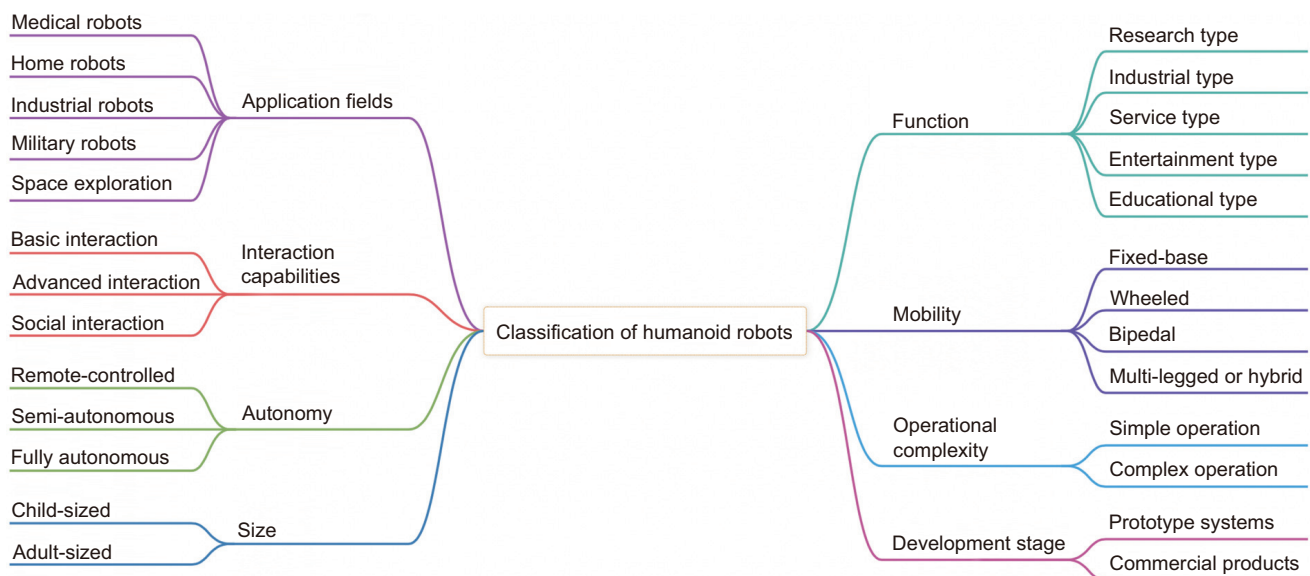 Medical robots
Home robots
Industrial robots
Military robots
Space exploration
Application fields
Basic interaction
Advanced interaction
Social interaction
Interaction
capabilities
Remote-controlled
Semi-autonomous
Fully autonomous
Autonomy
Child-sized
Adult-sized
Size
Classification of humanoid robots
Function
Research type
Industrial type
Service type
Entertainment type
Educational type
Mobility
Fixed-base
Wheeled
Bipedal
Multi-legged or hybrid
Operational
complexity
Simple operation
Complex operation
Development stage
Prototype systems
Commercial products